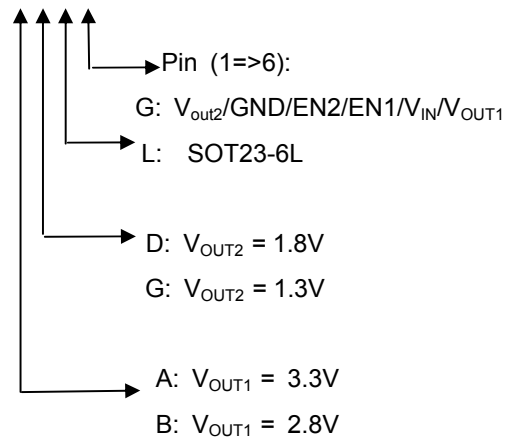 Pin (1=>6):
G: Vout2/GND/EN2/EN1/VIN/VOUT1
L: SOT23-6L
D: VOUT2 = 1.8V
G: VOUT2 = 1.3V
A: VOUT1 = 3.3V
B: VOUT1 = 2.8V